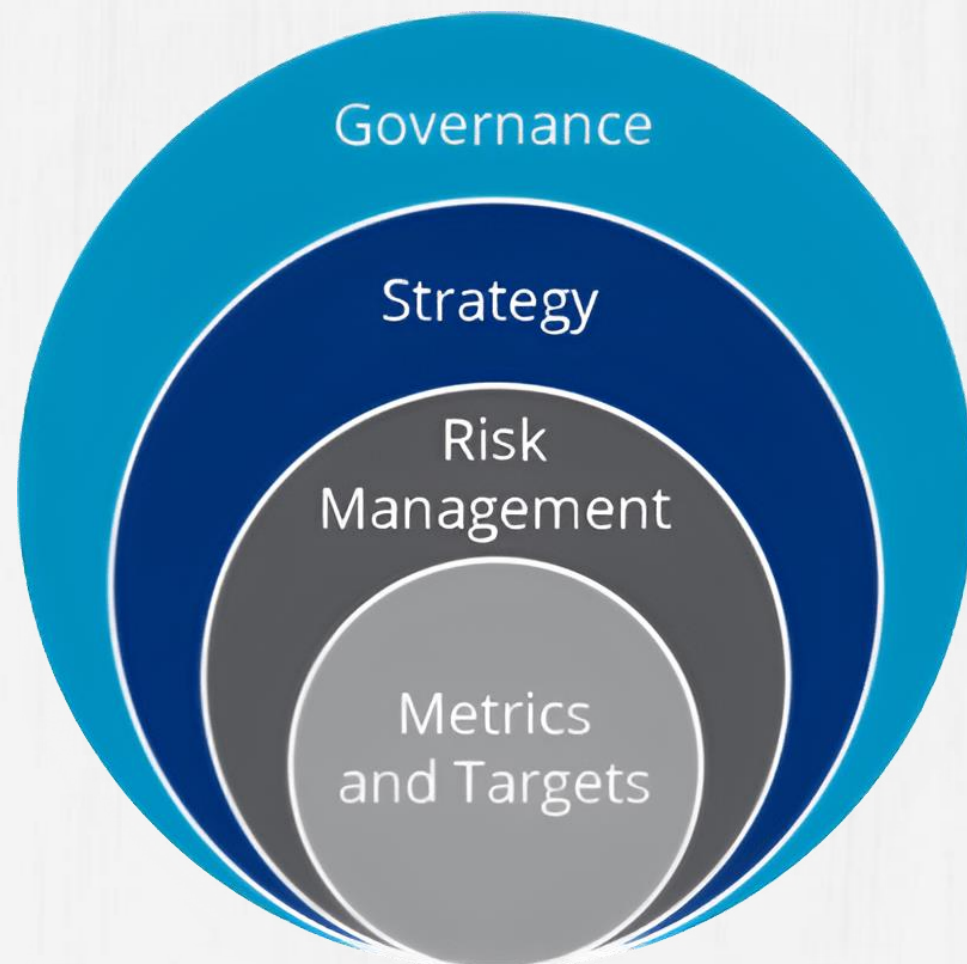 Governance
Strategy
Risk
Management
Metrics
and Targets